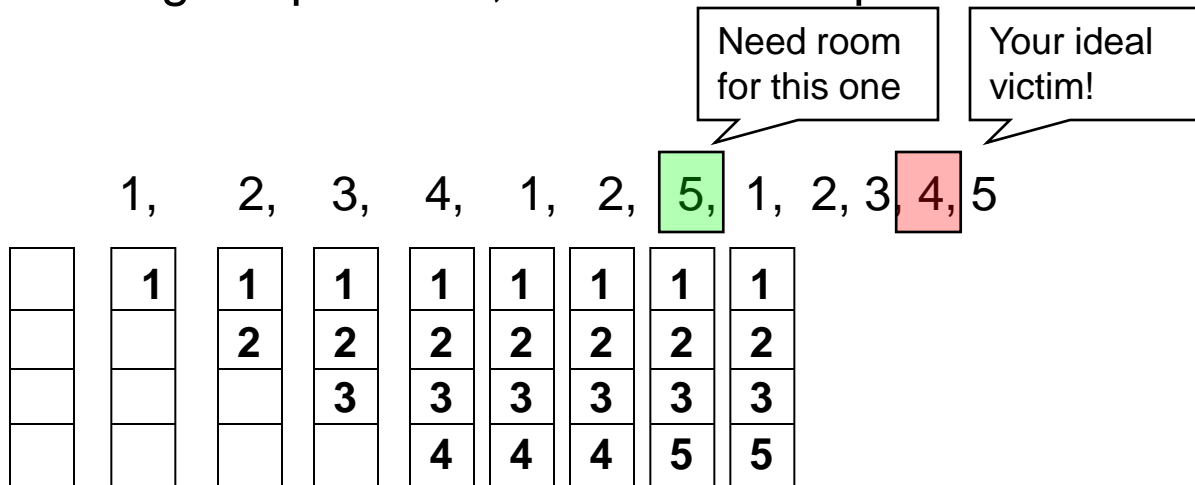 Need room
for this one
Your ideal
victim!
1, 2, 3, 4, 1, 2, 5, 1, 2, 3, 4, 5
1 1 1 1 1 1 1 1
2 2 2 2 2 2 2
3 3 3 3 3 3
4 4 4 5 5